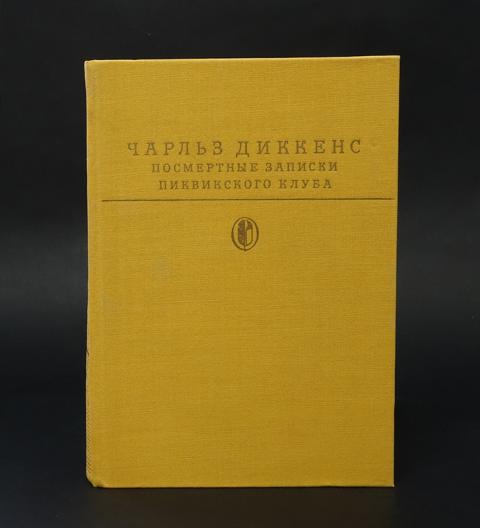 ЧАРЛЬЗ ДИККЕНС
ПОСМЕРТНЫЕ ЗАПИСКИ
ПИКВИКСКОГО КЛУБА